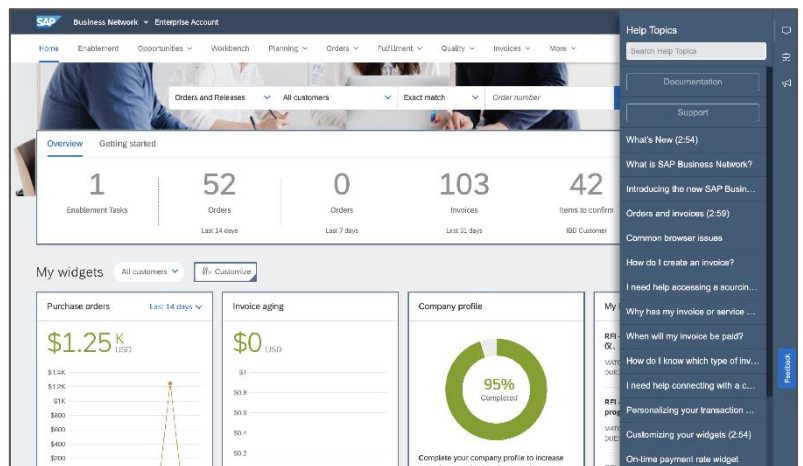 SAP Business Network Enterprise Account
Home Enablement Opportunities Workbench Planning Orders Fulfillment Quality Invoices More
Orders and Releases All customers Exact match Order number
Overview Getting started
1 52 0 103 42
Enablement Tasks Orders Orders Invoices Items to confirm
Last 14 days Last 7 days Last 31 days IBD Customer
My widgets All customers Customize
Purchase orders Last 14 days
$1.25 K USD
$1.4K
$1.2K
$1K
$800
$600
$400
$200
Invoice aging
$0 USD
$1
$0.8
$0.6
$0.4
$0.2
Company profile
95%
Completed
Complete your company profile to increase
My
RFI -
仪、
MATC
DUE:
RFI -
prog
MATC
DUE:
Help Topics
Search Help Topics
Documentation
Support
What's New (2:54)
What is SAP Business Network?
Introducing the new SAP Busin...
Orders and invoices (2:59)
Common browser issues
How do I create an invoice?
I need help accessing a sourcin...
Why has my invoice or service ...
When will my invoice be paid?
How do I know which type of inv...
I need help connecting with a c...
Personalizing your transaction ...
Customizing your widgets (2:54)
On-time payment rate widget
Feedback